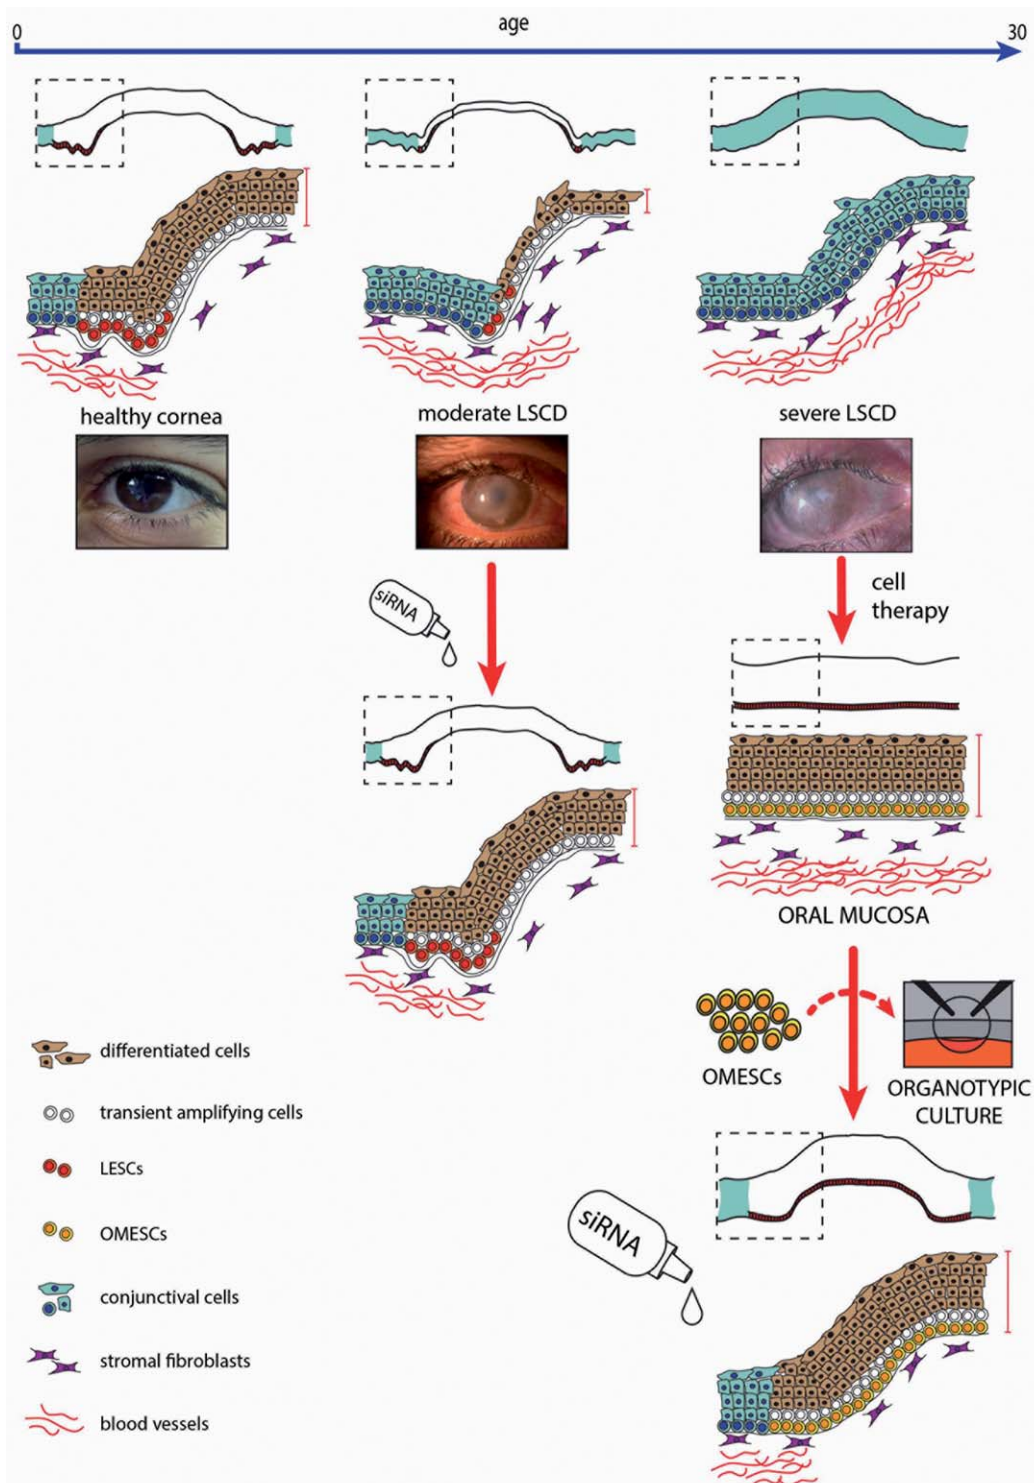 age
0
30
healthy cornea
moderate LSCD
severe LSCD
siRNA
cell
therapy
ORAL MUCOSA
OMESCs
ORGANOTYPIC
CULTURE
siRNA
differentiated cells
transient amplifying cells
LESCs
OMESCs
conjunctival cells
stromal fibroblasts
blood vessels